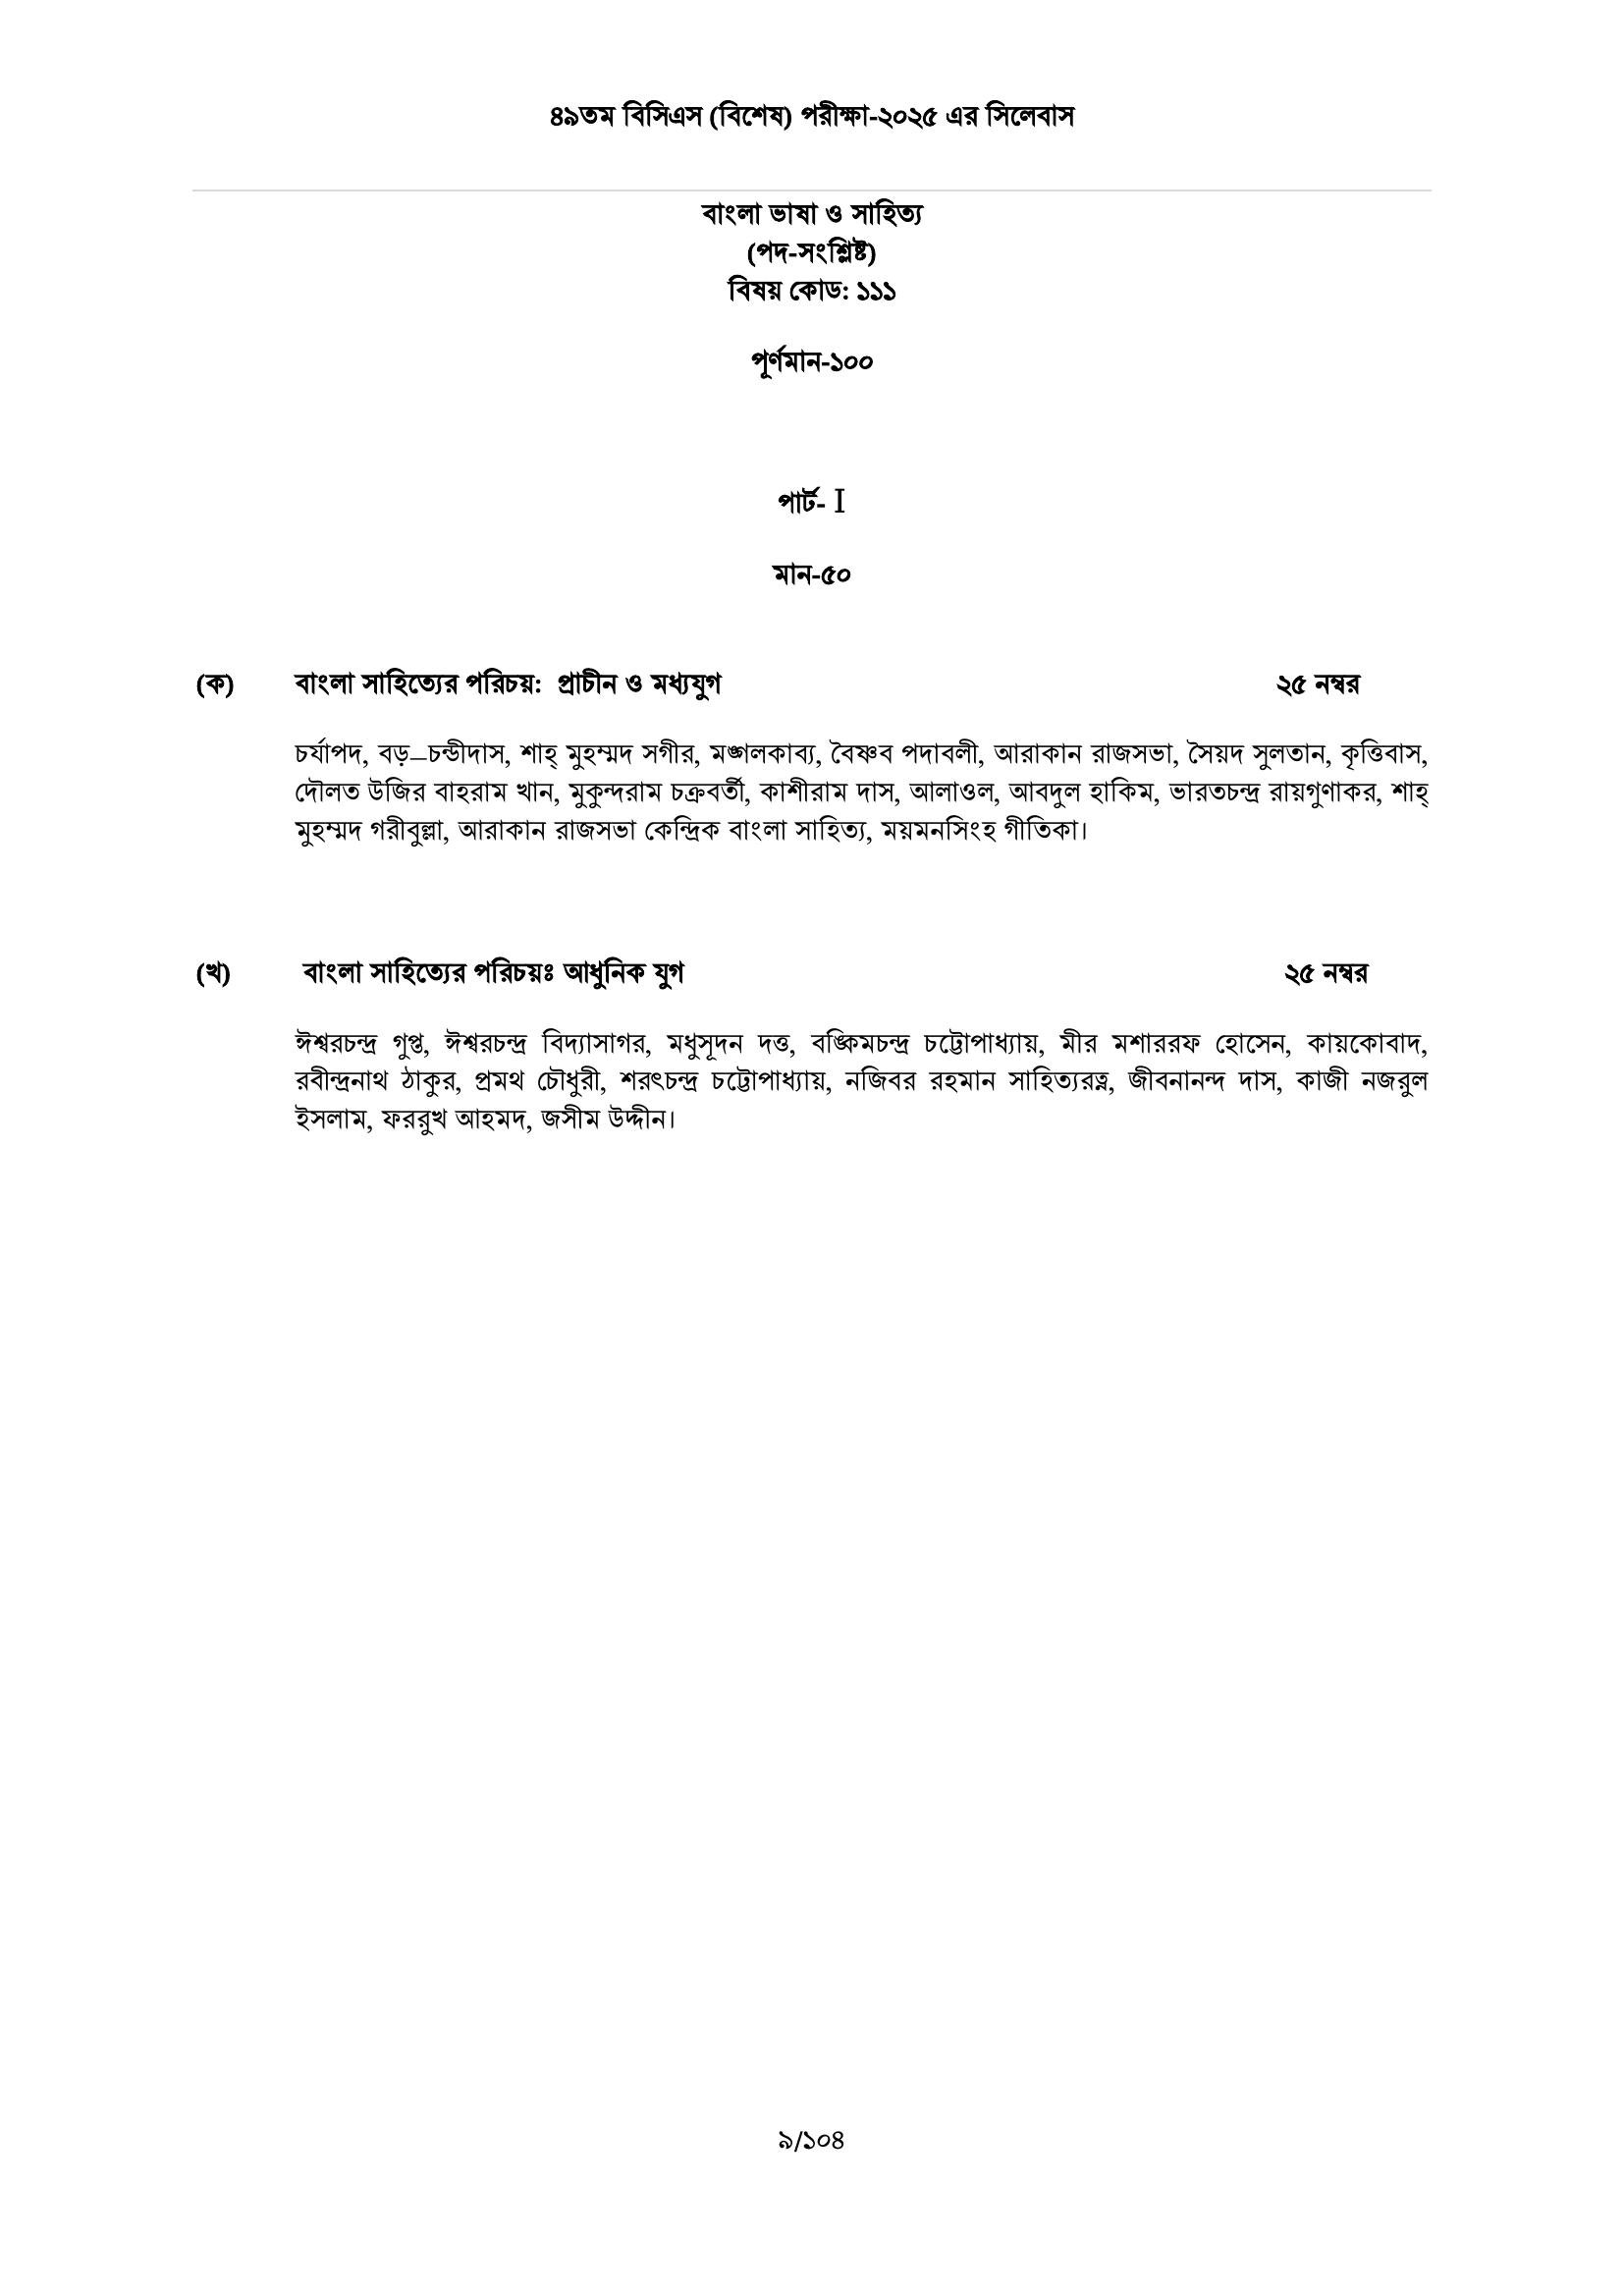 ৪৯তম বিসিএস (বিশেষ) পরীক্ষা-২০২৫ এর সিলেবাস
বাংলা ভাষা ও সাহিত্য
(পদ-সংশ্লিষ্ট)
বিষয় কোড: ১১১
পূর্ণমান-১০০
পার্ট- I
মান-৫০
(ক) বাংলা সাহিত্যের পরিচয়: প্রাচীন ও মধ্যযুগ ২৫ নম্বর
চর্যাপদ, বড়–চন্ডীদাস, শাহ্ মুহম্মদ সগীর, মঙ্গলকাব্য, বৈষ্ণব পদাবলী, আরাকান রাজসভা, সৈয়দ সুলতান, কৃত্তিবাস,
দৌলত উজির বাহরাম খান, মুকুন্দরাম চক্রবর্তী, কাশীরাম দাস, আলাওল, আবদুল হাকিম, ভারতচন্দ্র রায়গুণাকর, শাহ্
মুহম্মদ গরীবুল্লা, আরাকান রাজসভা কেন্দ্রিক বাংলা সাহিত্য, ময়মনসিংহ গীতিকা।
(খ) বাংলা সাহিত্যের পরিচয়ঃ আধুনিক যুগ ২৫ নম্বর
ঈশ্বরচন্দ্র গুপ্ত, ঈশ্বরচন্দ্র বিদ্যাসাগর, মধুসূদন দত্ত, বঙ্কিমচন্দ্র চট্টোপাধ্যায়, মীর মশাররফ হোসেন, কায়কোবাদ,
রবীন্দ্রনাথ ঠাকুর, প্রমথ চৌধুরী, শরৎচন্দ্র চট্টোপাধ্যায়, নজিবর রহমান সাহিত্যরত্ন, জীবনানন্দ দাস, কাজী নজরুল
ইসলাম, ফররুখ আহমদ, জসীম উদ্দীন।
৯/১০৪